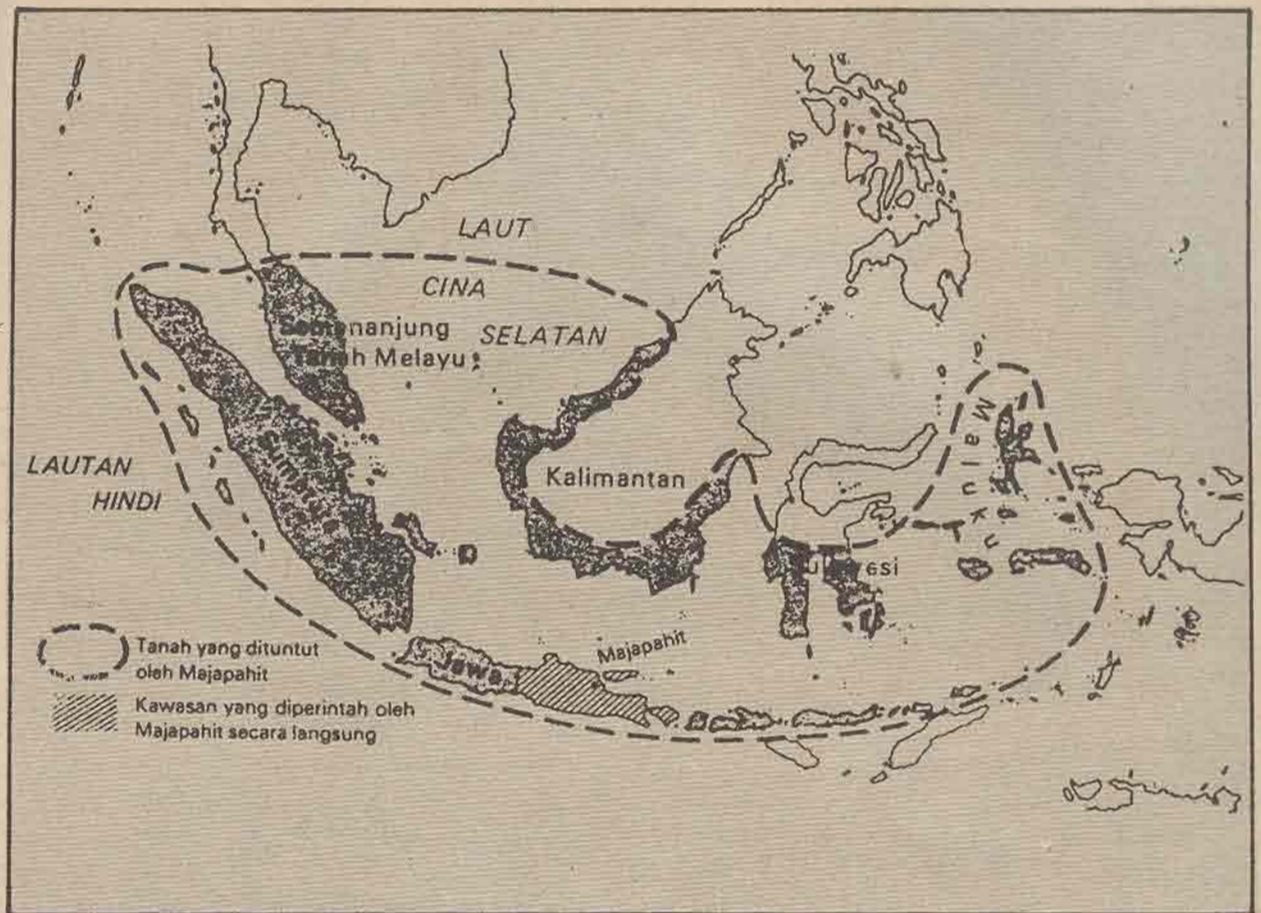 LAUT
CINA
SELATAN
Semenanjung
Tanah Melayu
Sumatra
LAUTAN
HINDI
Kalimantan
Maluku
Sulawesi
Majapahit
Jawa
Tanah yang dituntut
oleh Majapahit
Kawasan yang diperintah oleh
Majapahit secara langsung